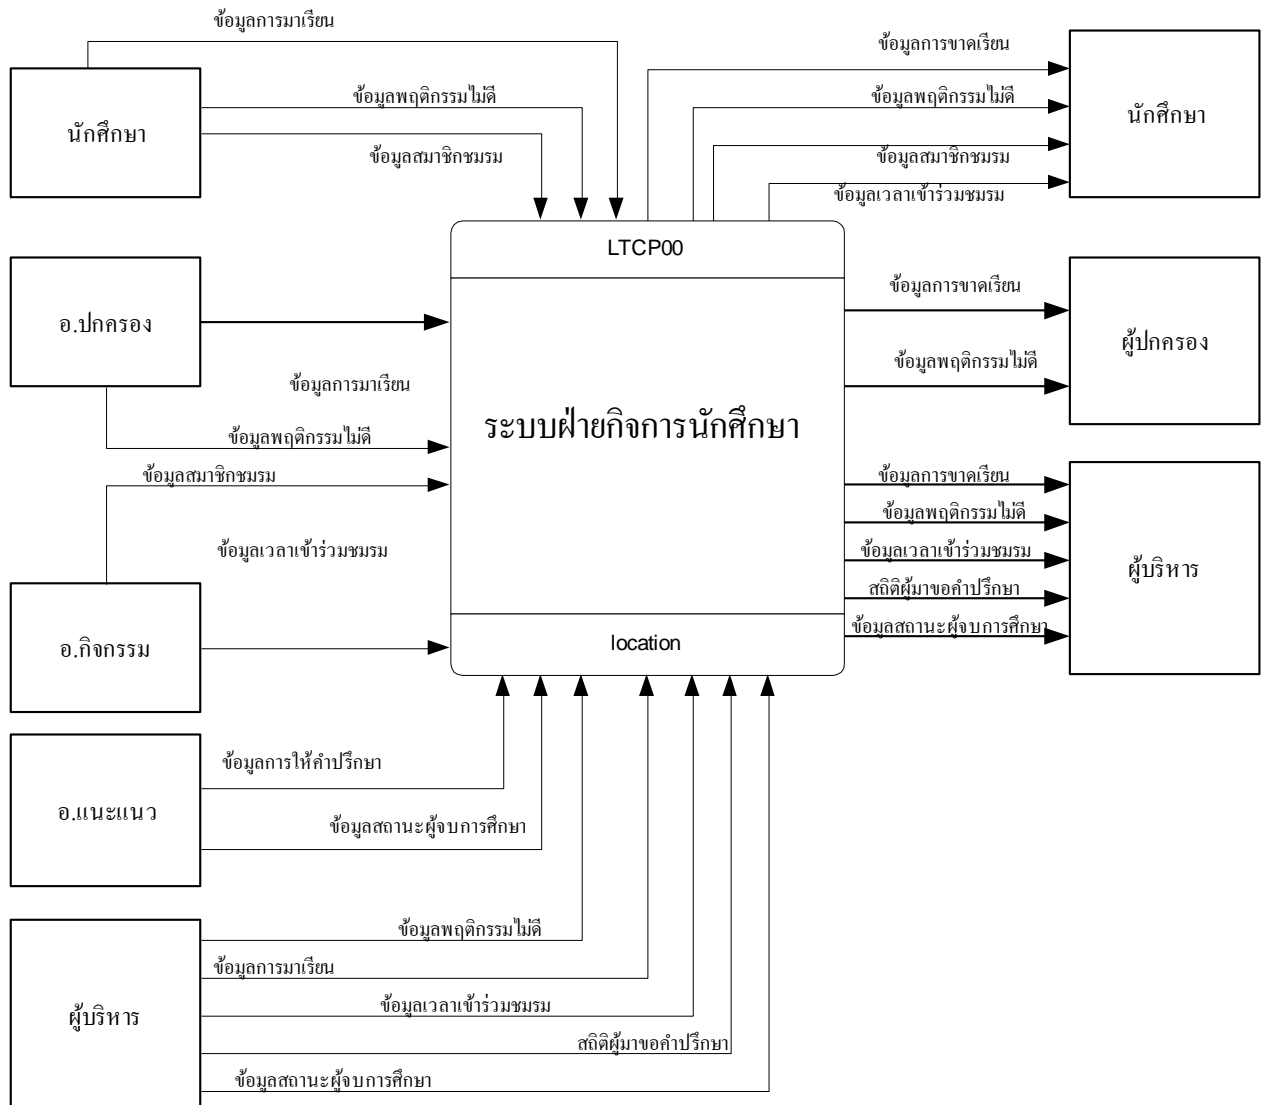 ข้อมูลการมาเรียน
ข้อมูลพฤติกรรมไม่ดี
นักศึกษา
ข้อมูลสมาชิกชมรม
ข้อมูลการขาดเรียน
ข้อมูลพฤติกรรมไม่ดี
นักศึกษา
ข้อมูลสมาชิกชมรม
ข้อมูลเวลาเข้าร่วมชมรม
LTCP00
ระบบฝ่ายกิจการนักศึกษา
location
อ.ปกครอง
ข้อมูลการมาเรียน
ข้อมูลพฤติกรรมไม่ดี
ข้อมูลสมาชิกชมรม
ข้อมูลเวลาเข้าร่วมชมรม
อ.กิจกรรม
ข้อมูลการขาดเรียน
ผู้ปกครอง
ข้อมูลพฤติกรรมไม่ดี
ข้อมูลการขาดเรียน
ข้อมูลพฤติกรรมไม่ดี
ข้อมูลเวลาเข้าร่วมชมรม
ผู้บริหาร
สถิติผู้มาขอคำปรึกษา
ข้อมูลสถานะผู้จบการศึกษา
ข้อมูลการให้คำปรึกษา
อ.แนะแนว
ข้อมูลสถานะผู้จบการศึกษา
ข้อมูลพฤติกรรมไม่ดี
ข้อมูลการมาเรียน
ข้อมูลเวลาเข้าร่วมชมรม
ผู้บริหาร
สถิติผู้มาขอคำปรึกษา
ข้อมูลสถานะผู้จบการศึกษา